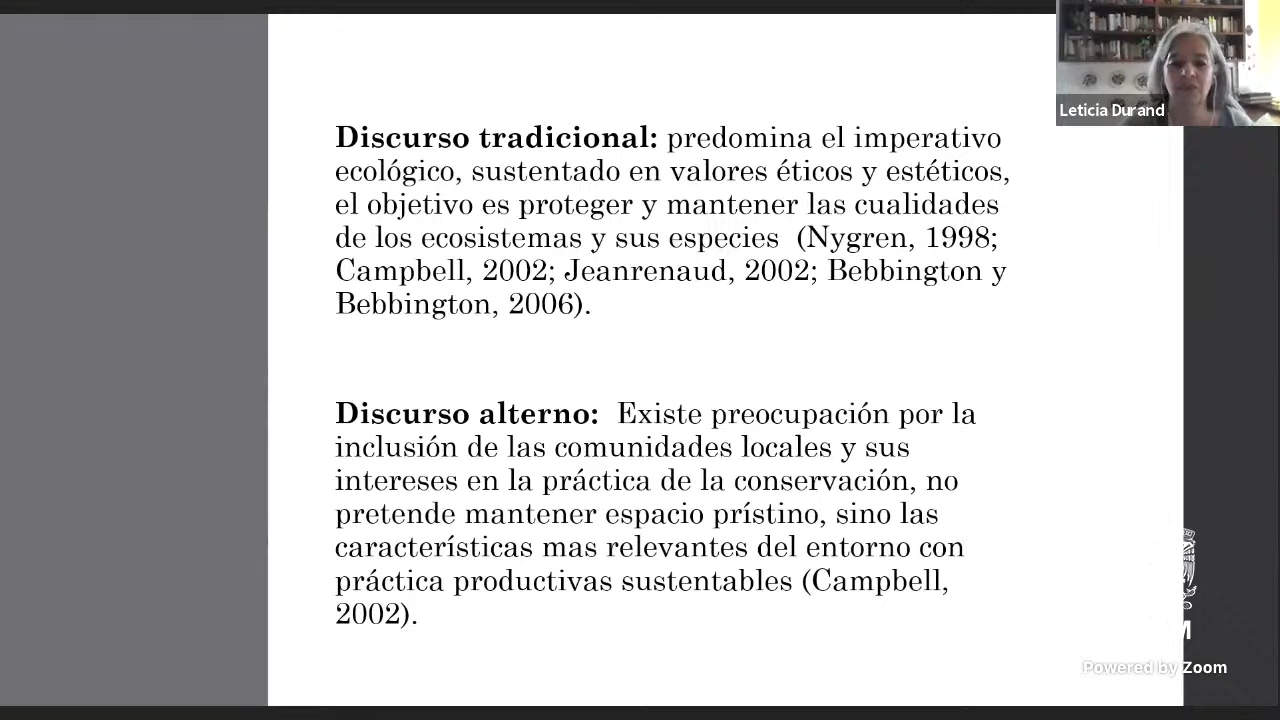 Leticia Durand
Discurso tradicional: predomina el imperativo
ecológico, sustentado en valores éticos y estéticos,
el objetivo es proteger y mantener las cualidades
de los ecosistemas y sus especies (Nygren, 1998;
Campbell, 2002; Jeanrenaud, 2002; Bebbington y
Bebbington, 2006).
Discurso alterno: Existe preocupación por la
inclusión de las comunidades locales y sus
intereses en la práctica de la conservación, no
pretende mantener espacio prístino, sino las
características mas relevantes del entorno con
práctica productivas sustentables (Campbell,
2002).
Powered by Zoom